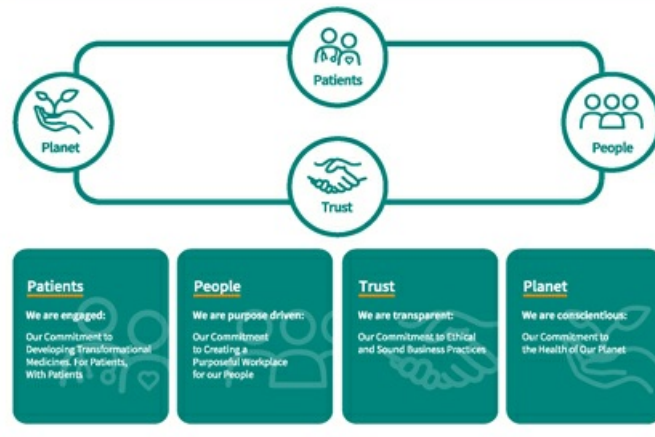 Patients
Planet
People
Trust
Patients
We are engaged:
Our Commitment to
Developing Transformational
Medicines. For Patients,
With Patients
People
We are purpose driven:
Our Commitment
to Creating a
Purposeful Workplace
for our People
Trust
We are transparent:
Our Commitment to Ethical
and Sound Business Practices
Planet
We are conscientious:
Our Commitment to
the Health of Our Planet